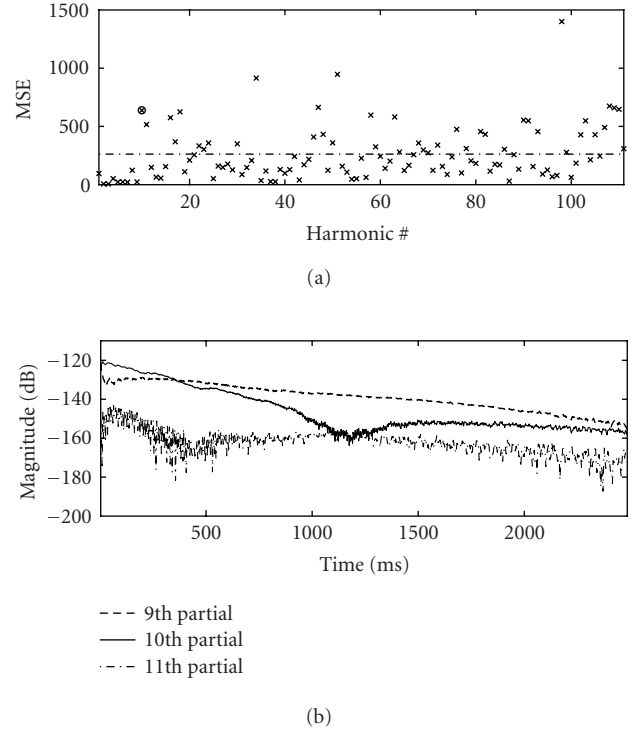 1500
1000
500
0
MSE
20
40
60
80
100
Harmonic #
(a)
−120
−140
−160
−180
−200
Magnitude (dB)
500
1000
1500
2000
Time (ms)
9th partial
10th partial
11th partial
(b)